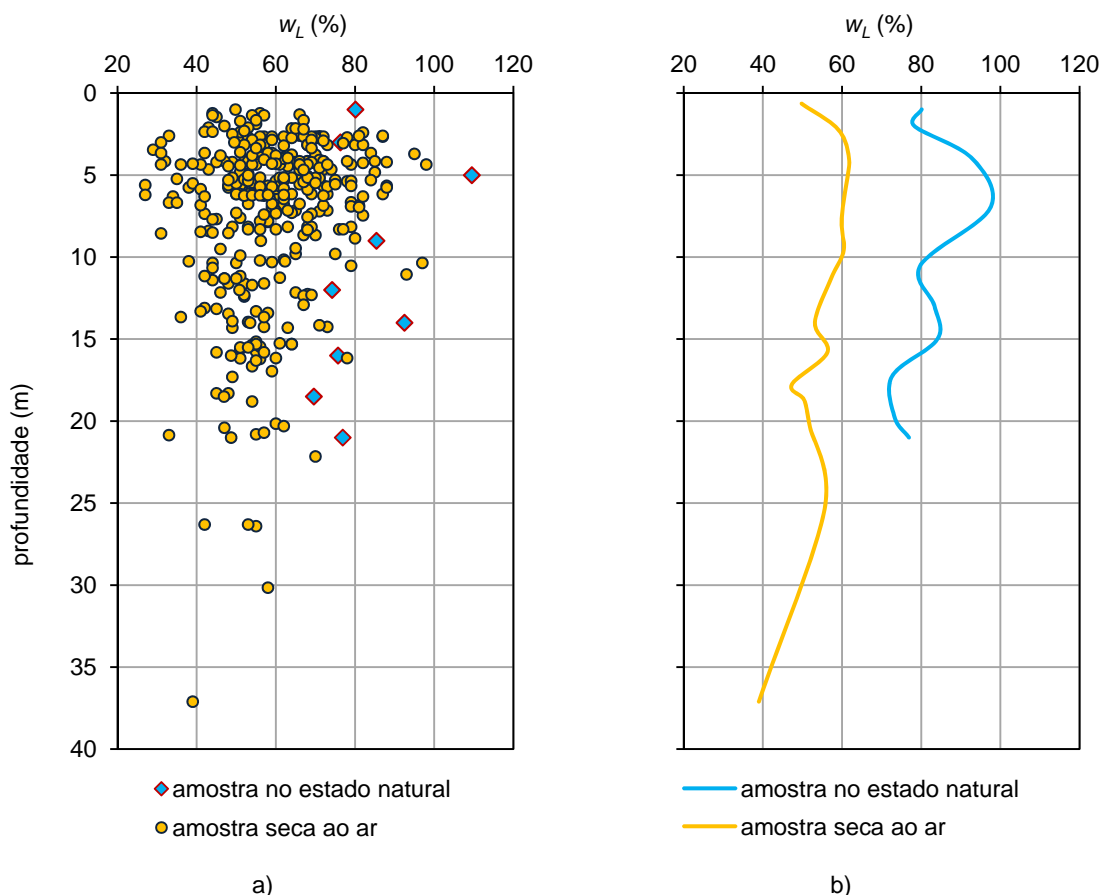 w_L (%)
20 40 60 80 100 120
0
5
10
15
20
25
30
35
40
profundidade (m)
amostra no estado natural
amostra seca ao ar
a)
w_L (%)
20 40 60 80 100 120
amostra no estado natural
amostra seca ao ar
b)